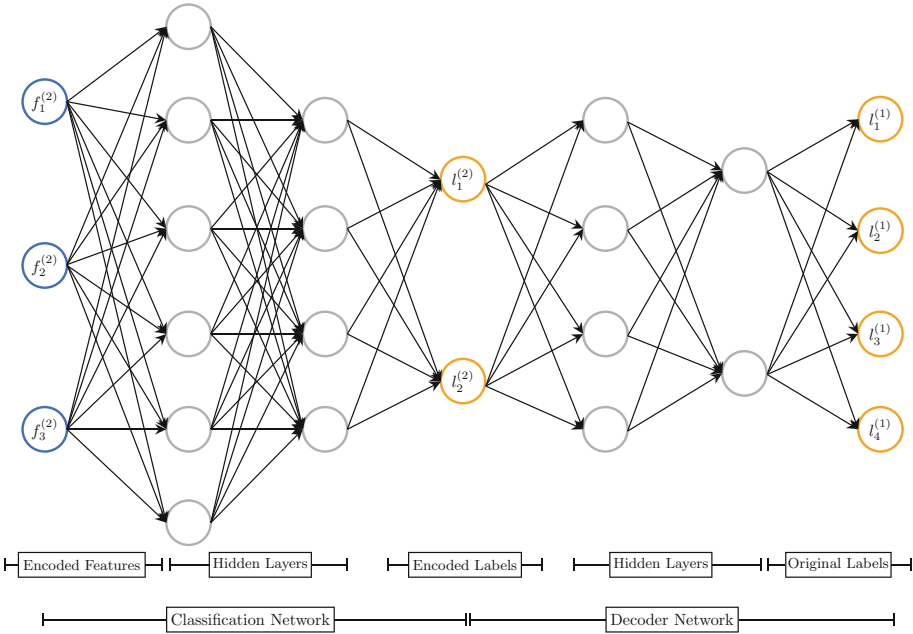 f_1^{(2)}
f_2^{(2)}
f_3^{(2)}
l_1^{(2)}
l_2^{(2)}
l_1^{(1)}
l_2^{(1)}
l_3^{(1)}
l_4^{(1)}
Encoded Features
Hidden Layers
Encoded Labels
Hidden Layers
Original Labels
Classification Network
Decoder Network